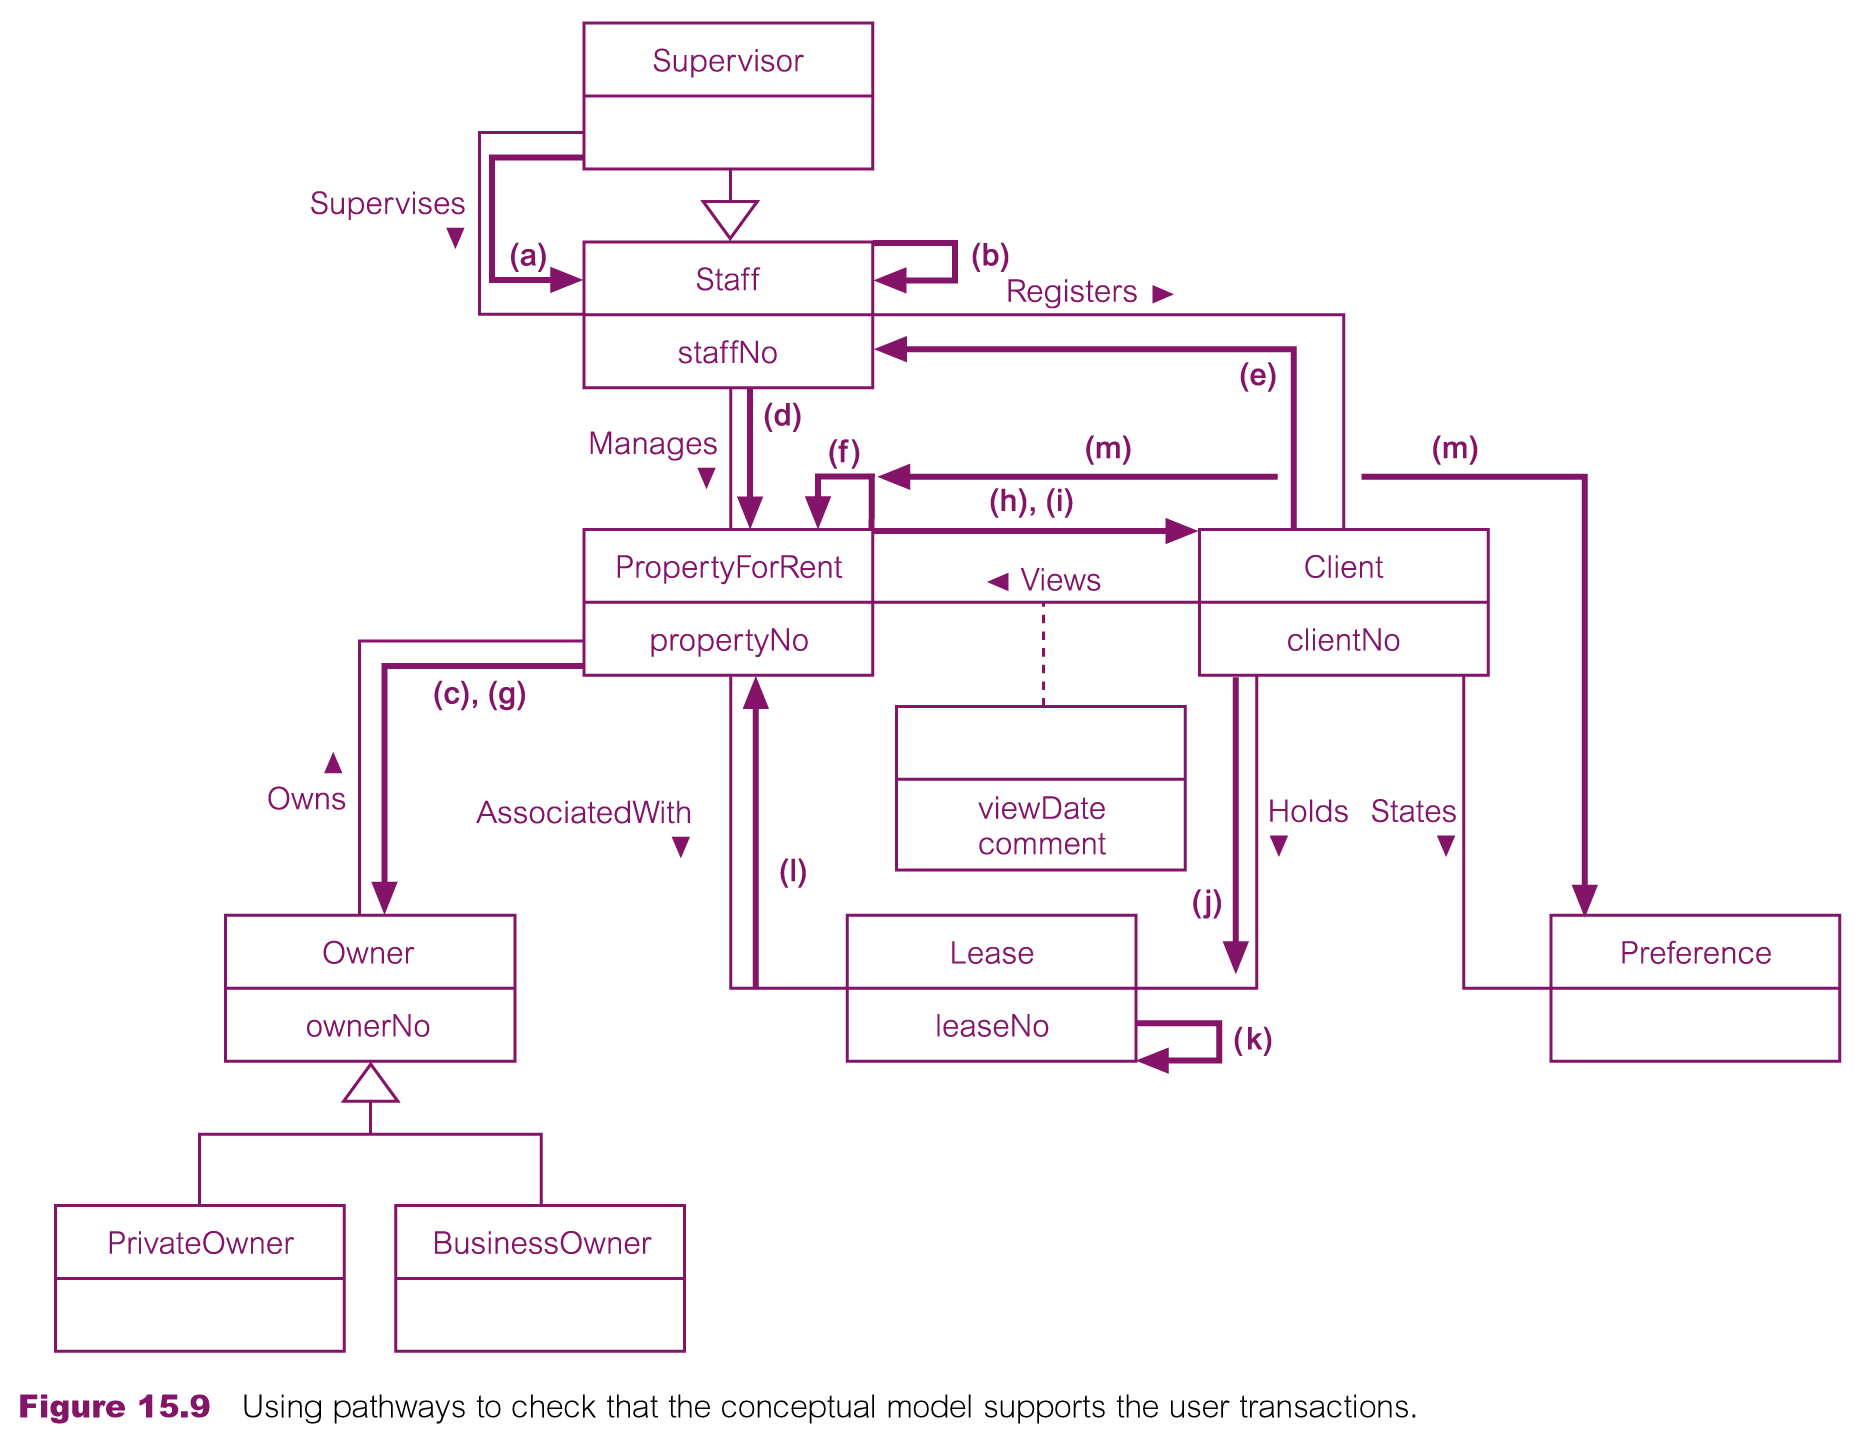 Supervisor
Supervises
▼
(a)
Staff
(b)
Registers ►
staffNo
(e)
(d)
Manages
▼
(f)
(m)
(m)
(h), (i)
PropertyForRent
◄ Views
Client
propertyNo
clientNo
(c), (g)
▲
Owns
AssociatedWith
▼
viewDate
comment
Holds
▼
States
▼
(l)
(j)
Owner
Lease
Preference
ownerNo
leaseNo
(k)
PrivateOwner
BusinessOwner
Figure 15.9 Using pathways to check that the conceptual model supports the user transactions.